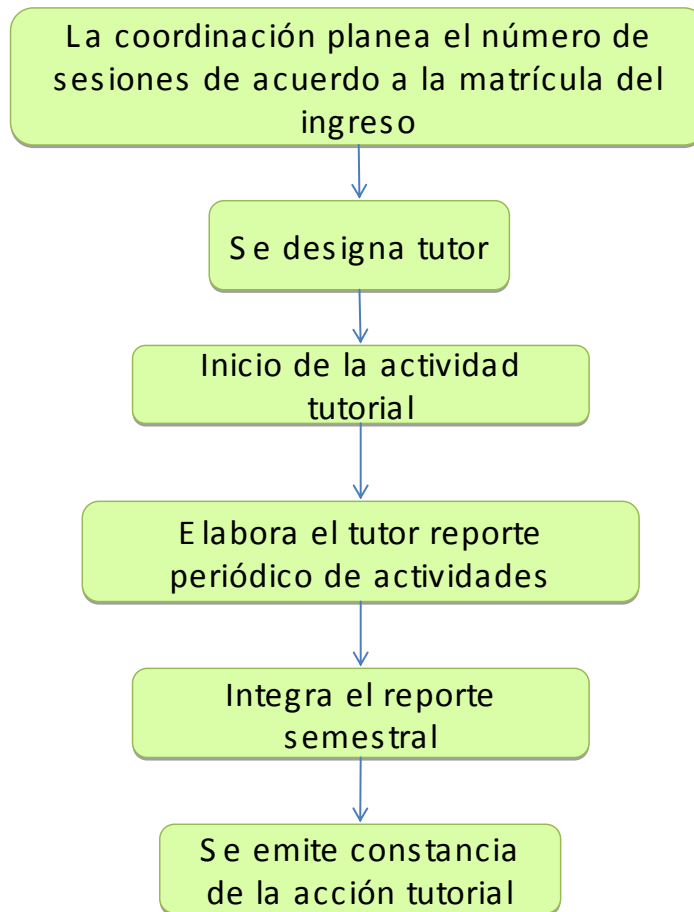 La coordinación planea el número de
sesiones de acuerdo a la matrícula del
ingreso
Se designa tutor
Inicio de la actividad
tutorial
Elabora el tutor reporte
periódico de actividades
Integra el reporte
semestral
Se emite constancia
de la acción tutorial